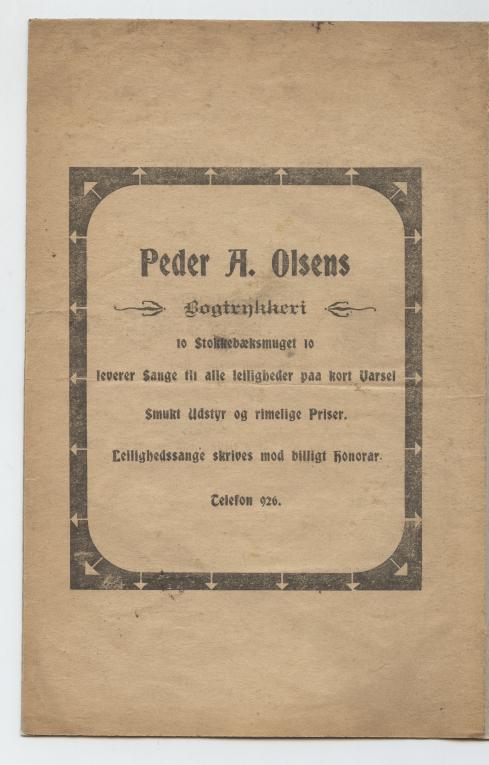 Peder A. Olsens
Bogtrykkeri
10 Stokkebæksmuget 10
leverer Sange til alle leiligheder paa kort Varsel
Smukt Udstyr og rimelige Priser.
Leilighedssange skrives mod billigt Honorar.
Telefon 926.